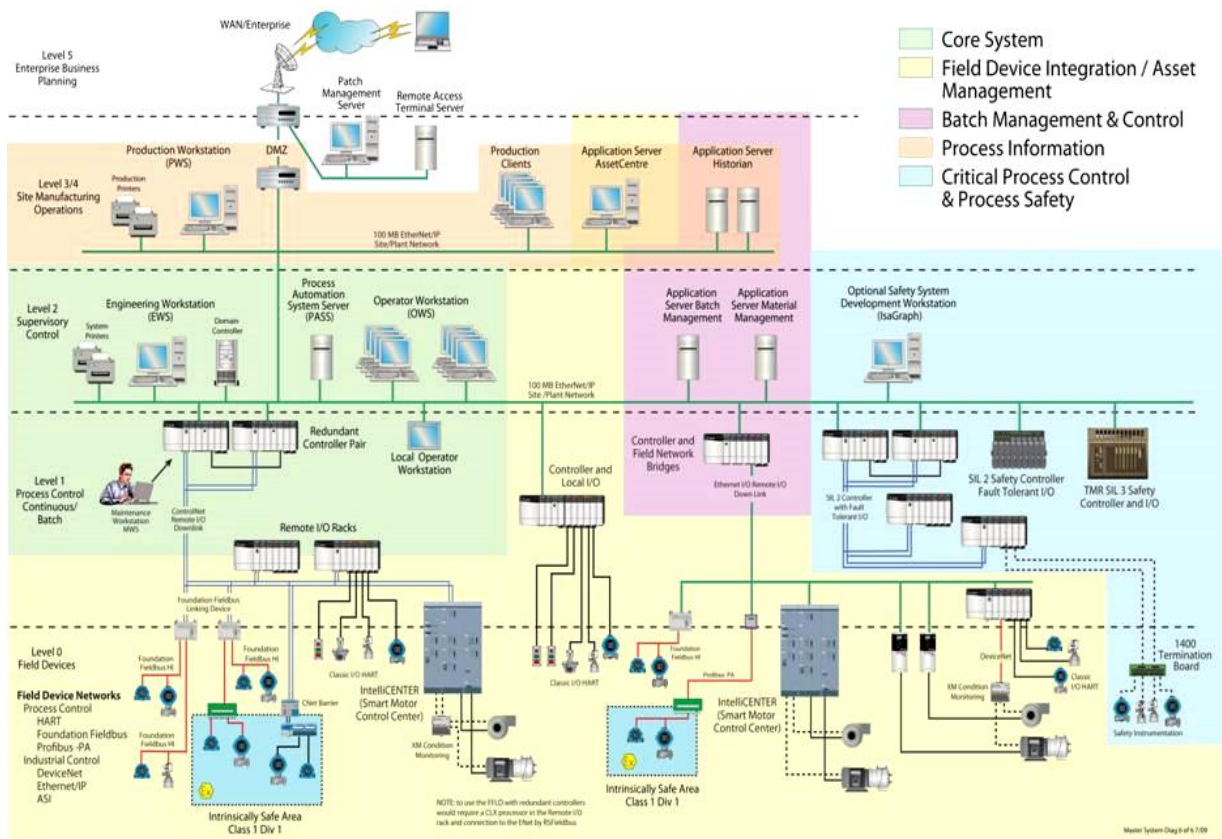 WAN/Enterprise
Level 5
Enterprise Business
Planning
Patch
Management
Server
Remote Access
Terminal Server
Core System
Field Device Integration / Asset
Management
Batch Management & Control
Process Information
Critical Process Control
& Process Safety
Production Workstation
(PWS)
DMZ
Production
Clients
Application Server
AssetCentre
Application Server
Historian
Production
Printers
Level 3/4
Site Manufacturing
Operations
100 MB EtherNet/IP
Site/Plant Network
Level 2
Supervisory
Control
System
Printers
Engineering Workstation
(EWS)
Domain
Controller
Process
Automation
System Server
(PASS)
Operator Workstation
(OWS)
Application
Server Batch
Management
Application
Server Material
Management
Optional Safety System
Development Workstation
(IsaGraph)
100 MB EtherNet/IP
Site /Plant Network
Redundant
Controller Pair
Local Operator
Workstation
Controller and
Local I/O
Controller and
Field Network
Bridges
Ethernet I/O Remote I/O
Down Link
SIL 2 Controller
with Fault
Tolerant I/O
SIL 2 Safety Controller
Fault Tolerant I/O
TMR SIL 3 Safety
Controller and I/O
Level 1
Process Control
Continuous/
Batch
Maintenance
Workstation
MWS
ControlNet
Remote I/O
Downlink
Remote I/O Racks
Foundation Fieldbus
Linking Device
Level 0
Field Devices
Field Device Networks
Process Control
HART
Foundation Fieldbus
Profibus -PA
Industrial Control
DeviceNet
Ethernet/IP
ASI
Foundation
Fieldbus HI
Foundation
Fieldbus HI
Foundation
Fieldbus HI
CNet Barrier
Classic I/O HART
IntelliCENTER
(Smart Motor
Control Center)
XM Condition
Monitoring
Intrinsically Safe Area
Class 1 Div 1
Classic I/O HART
Foundation
Fieldbus HI
Profibus PA
IntelliCENTER
(Smart Motor
Control Center)
Intrinsically Safe Area
Class 1 Div 1
DeviceNet
XM Condition
Monitoring
Classic
I/O HART
1400
Termination
Board
Safety Instrumentation
NOTE: to use the FFLD with redundant controllers
would require a CLX processor in the Remote I/O
rack and connection to the ENet by RSFieldbus
Master System Diag 6 of 6 7/09